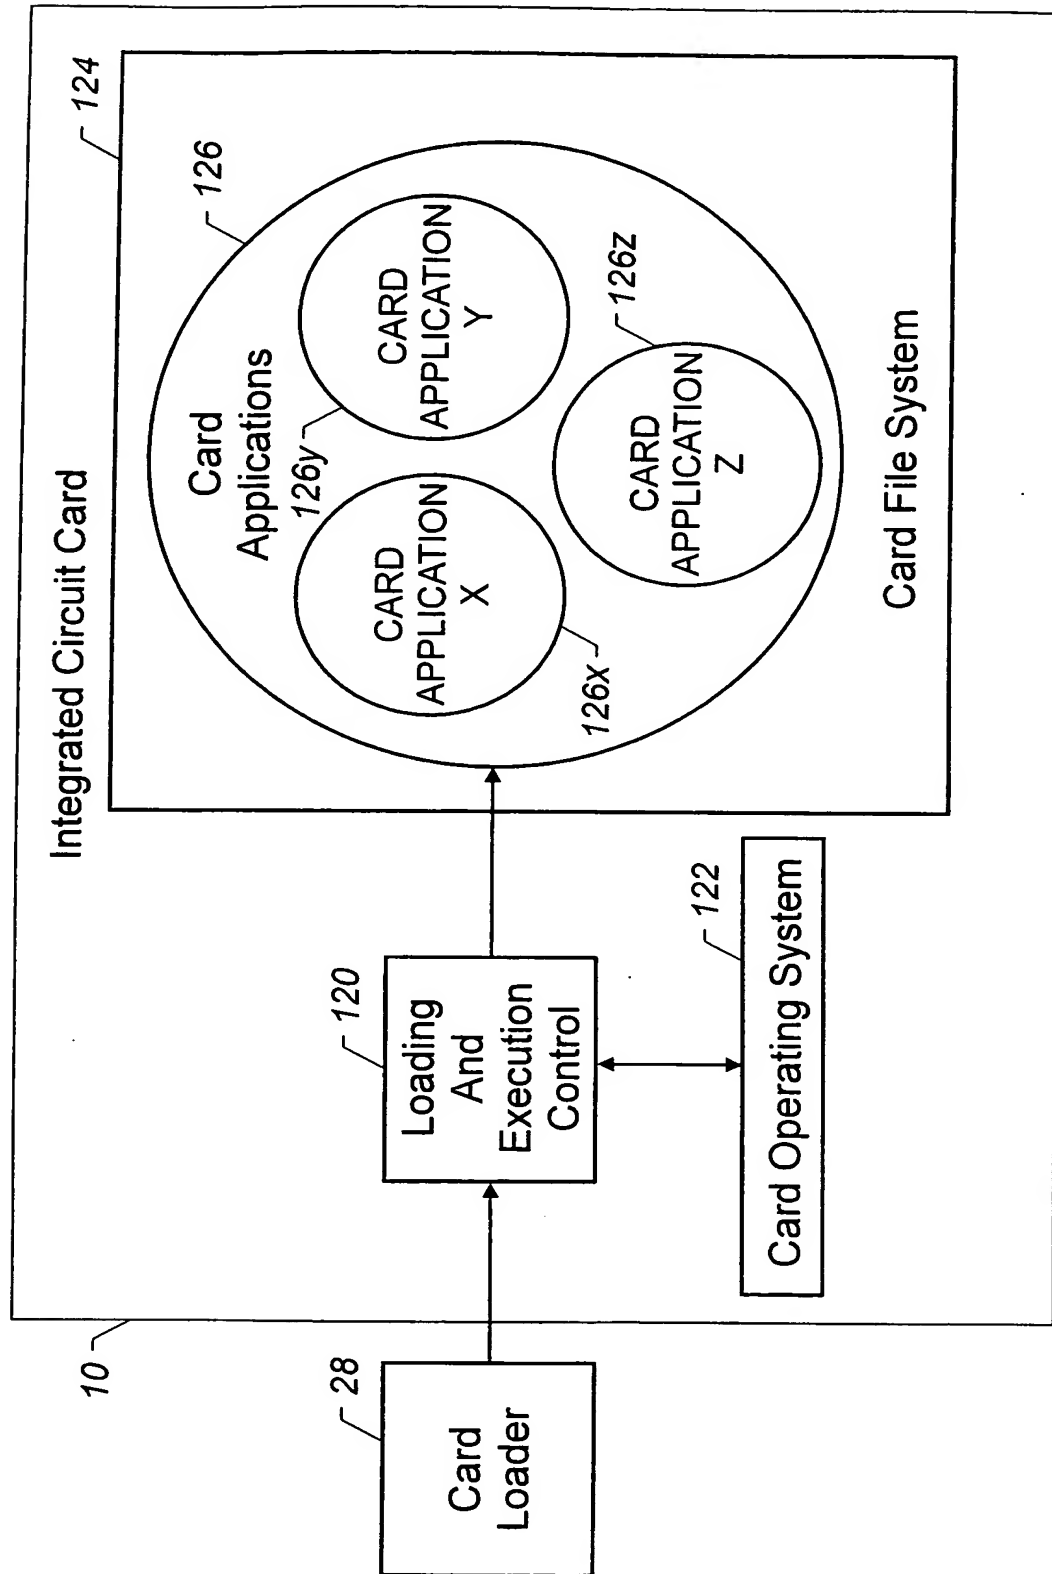 Integrated Circuit Card
10
124
126
Card
Applications
126y
CARD
APPLICATION
Y
CARD
APPLICATION
X
126x
126z
CARD
APPLICATION
Z
Card File System
28
Card
Loader
120
Loading
And
Execution
Control
122
Card Operating System